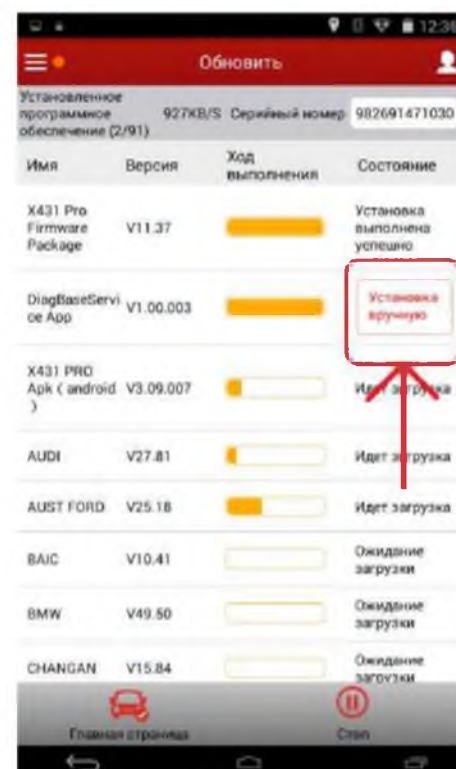 12:36
Обновить
Установленное
программное
обеспечение (2/91)
927KB/S
Серийный номер
982691471030
Имя
Версия
Ход
выполнения
Состояние
X431 Pro
Firmware
Package
V11.37
Установка
выполнена
успешно
DiagBaseServi
ce App
V1.00.003
Установка
вручную
X431 PRO
Apk ( android
)
V3.09.007
Идет загрузка
AUDI
V27.81
Идет загрузка
AUST FORD
V25.18
Идет загрузка
BAIC
V10.41
Ожидание
загрузки
BMW
V49.50
Ожидание
загрузки
CHANGAN
V15.84
Ожидание
загрузки
Главная страница
Стоп